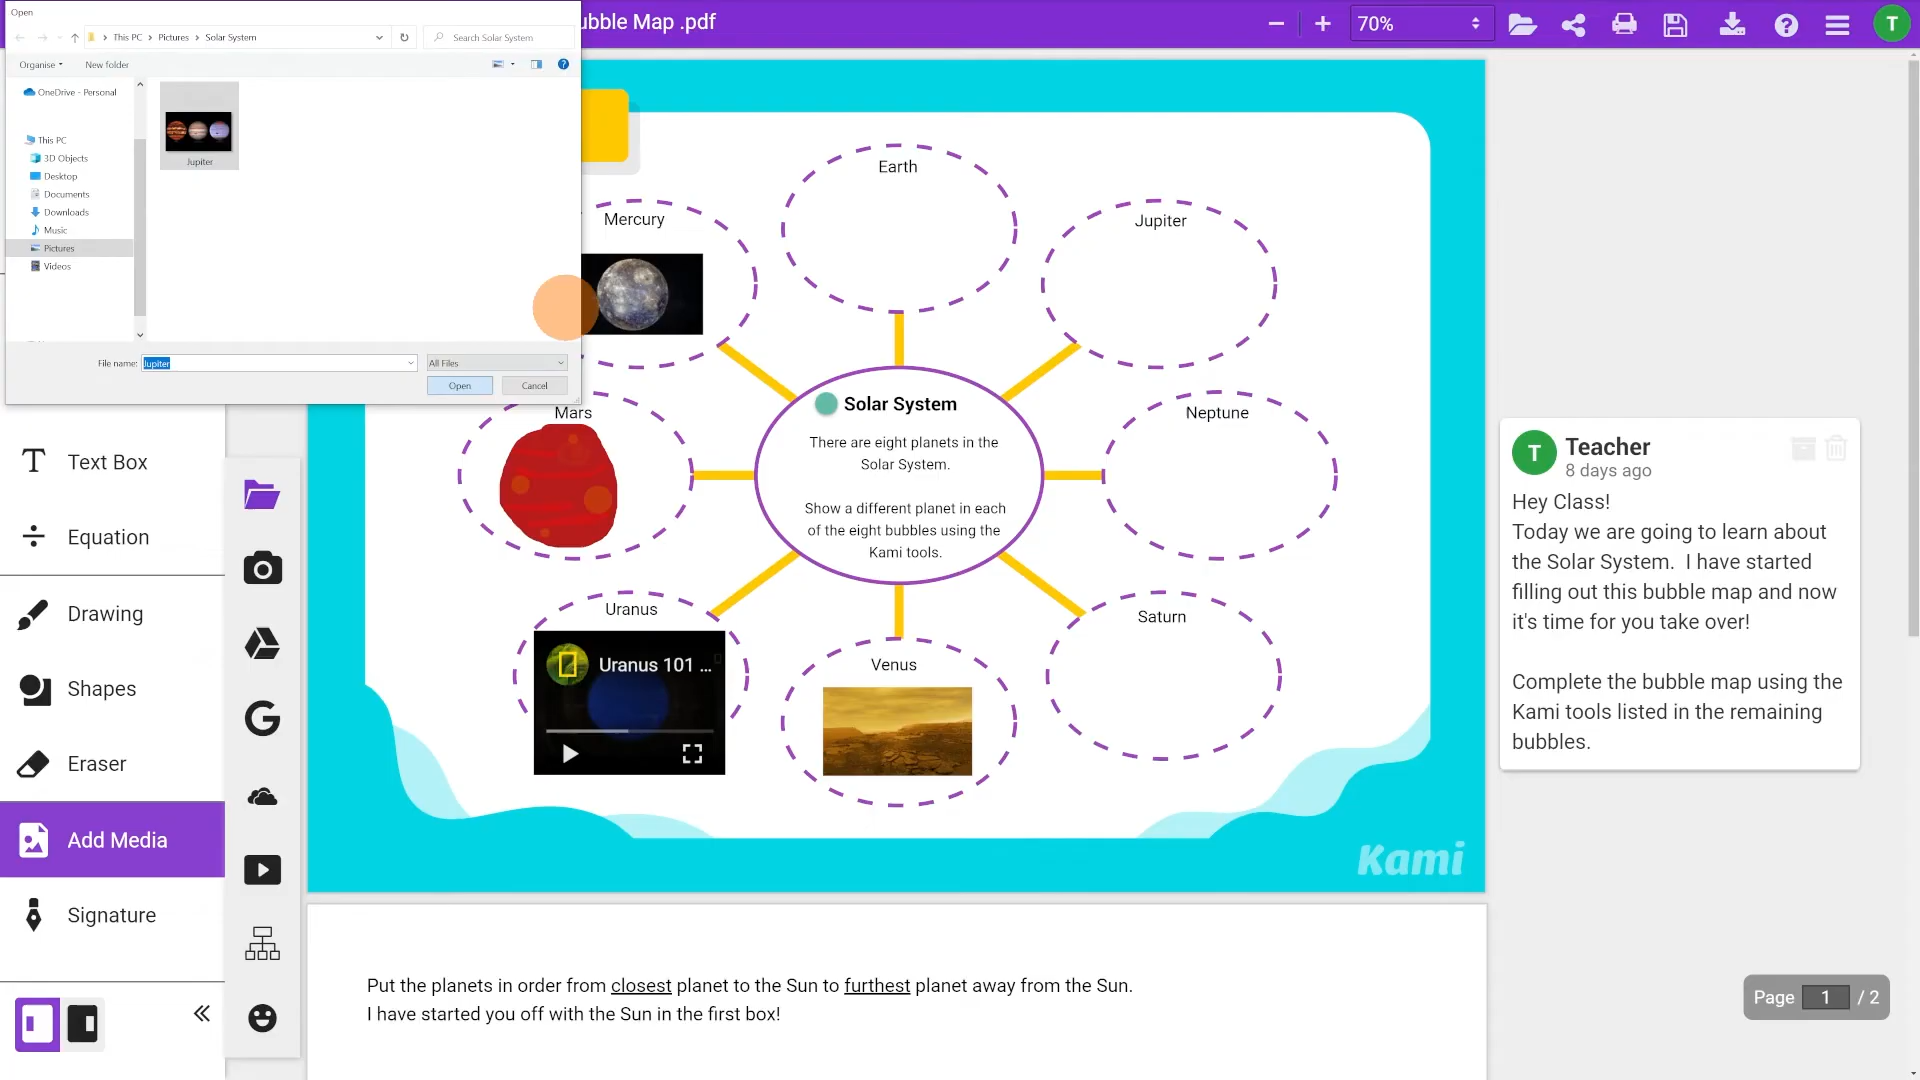 Open
This PC
Pictures
Solar System
Search Solar System
Organise
New folder
OneDrive - Personal
This PC
3D Objects
Desktop
Documents
Downloads
Music
Pictures
Videos
Jupiter
File name:
Jupiter
All Files
Open
Cancel
ubble Map .pdf
70%
T
Earth
Mercury
Jupiter
Mars
Neptune
Solar System
There are eight planets in the
Solar System.
Show a different planet in each
of the eight bubbles using the
Kami tools.
Uranus
Uranus 101 ...
Venus
Saturn
Kami
Text Box
Equation
Drawing
Shapes
Eraser
Add Media
Signature
T
Teacher
8 days ago
Hey Class!
Today we are going to learn about
the Solar System. I have started
filling out this bubble map and now
it's time for you take over!
Complete the bubble map using the
Kami tools listed in the remaining
bubbles.
Put the planets in order from closest planet to the Sun to furthest planet away from the Sun.
I have started you off with the Sun in the first box!
Page 1 / 2